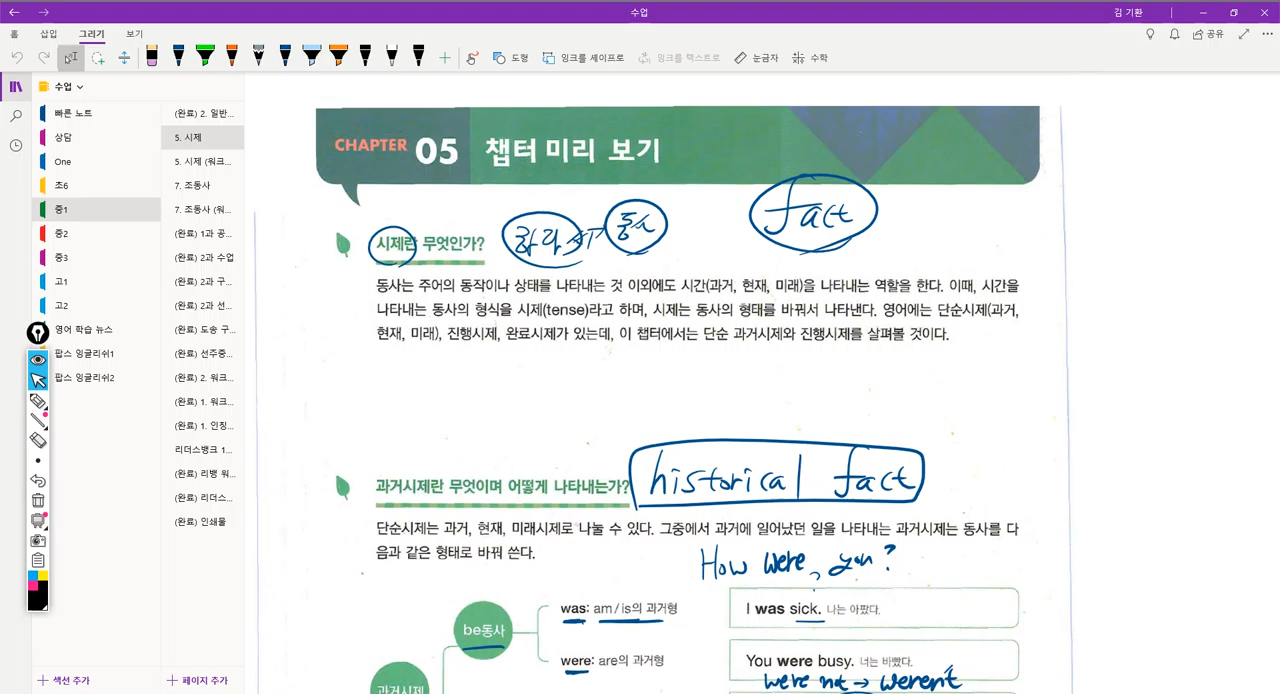 수업
김 기환
홈 삽입 그리기 보기
공유
도형 잉크를 셰이프로 잉크를 텍스트로 눈금자 수학
수업
빠른 노트
상담
One
초6
중1
중2
중3
고1
고2
영어 학습 뉴스
팝스 잉글리쉬1
팝스 잉글리쉬2
섹션 추가
(완료) 2. 일반...
5. 시제
5. 시제 (워크...
7. 조동사
7. 조동사 (워...
(완료) 1과 공...
(완료) 2과 수업
(완료) 2과 구...
(완료) 2과 선...
(완료) 도송 구...
(완료) 선주중...
(완료) 2. 워크...
(완료) 1. 워크...
(완료) 1. 인칭...
리더스뱅크 1...
(완료) 리뱅 워...
(완료) 리더스...
(완료) 인쇄물
페이지 추가
CHAPTER 05 챕터 미리 보기
fact
시제란 무엇인가?
동사
동사는 주어의 동작이나 상태를 나타내는 것 이외에도 시간(과거, 현재, 미래)을 나타내는 역할을 한다. 이때, 시간을
나타내는 동사의 형식을 시제(tense)라고 하며, 시제는 동사의 형태를 바꿔서 나타낸다. 영어에는 단순시제(과거,
현재, 미래), 진행시제, 완료시제가 있는데, 이 챕터에서는 단순 과거시제와 진행시제를 살펴볼 것이다.
historical fact
과거시제란 무엇이며 어떻게 나타내는가?
단순시제는 과거, 현재, 미래시제로 나눌 수 있다. 그중에서 과거에 일어났던 일을 나타내는 과거시제는 동사를 다
음과 같은 형태로 바꿔 쓴다.
How were you?
be동사
was: am / is의 과거형
I was sick. 나는 아팠다.
were: are의 과거형
You were busy. 너는 바빴다.
were not → weren't
과거시제